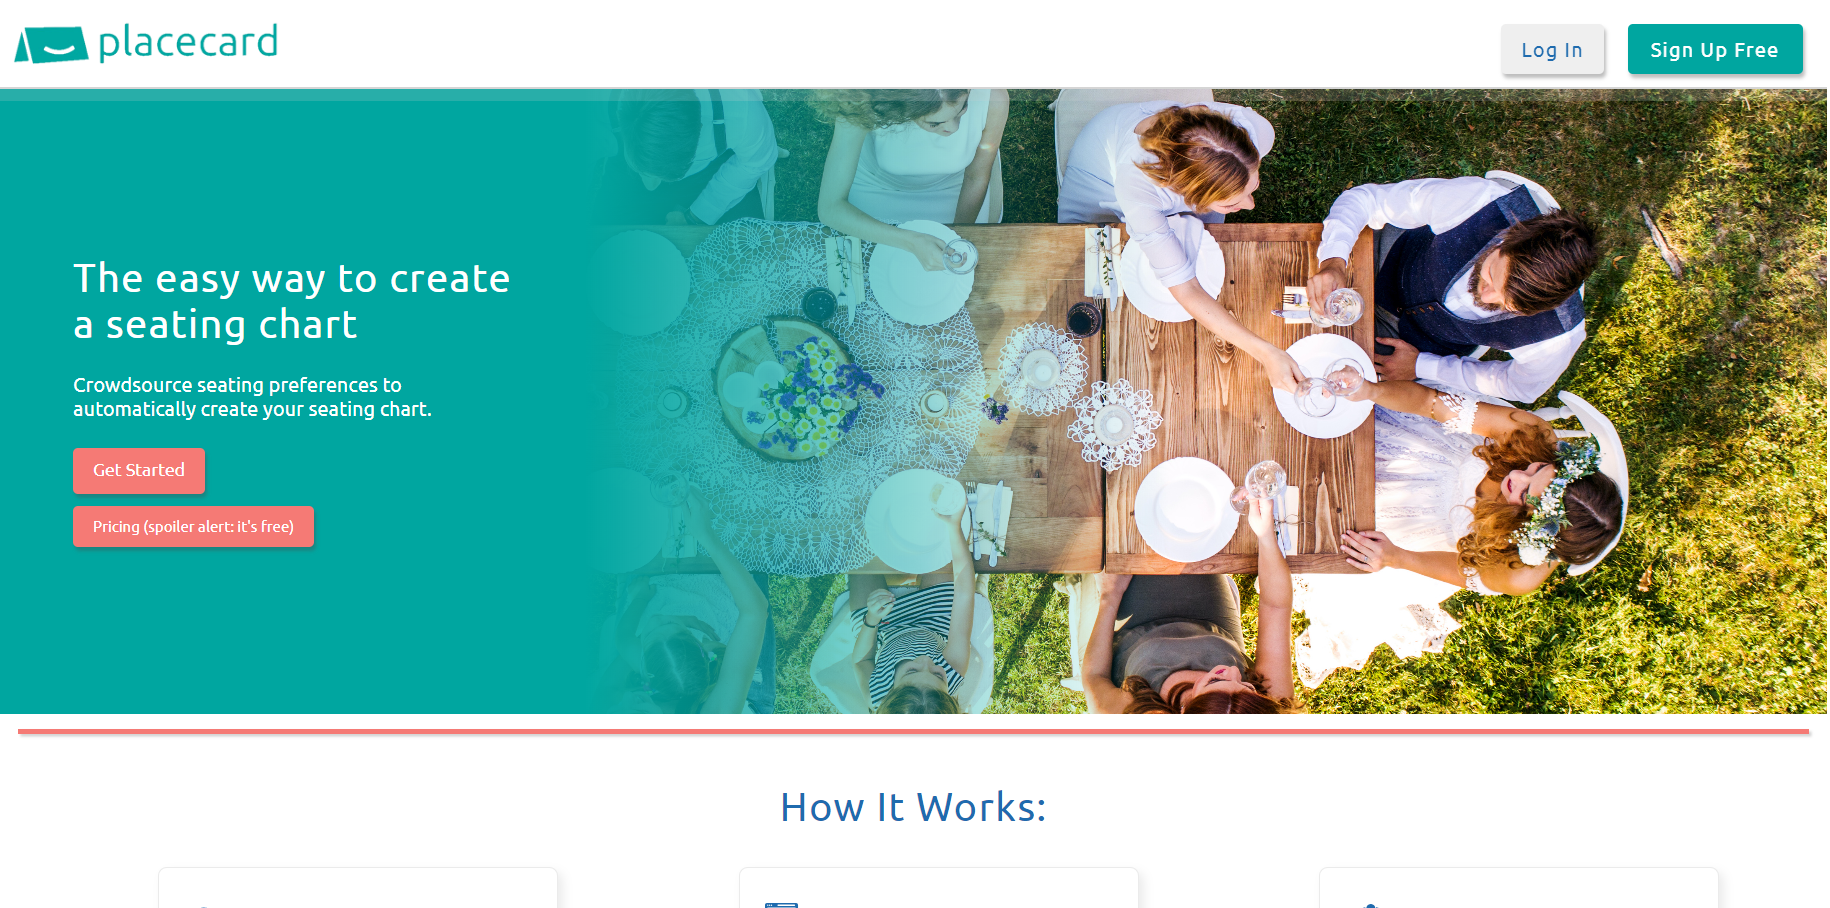 placecard
Log In
Sign Up Free
The easy way to create
a seating chart
Crowdsource seating preferences to
automatically create your seating chart.
Get Started
Pricing (spoiler alert: it's free)
How It Works: